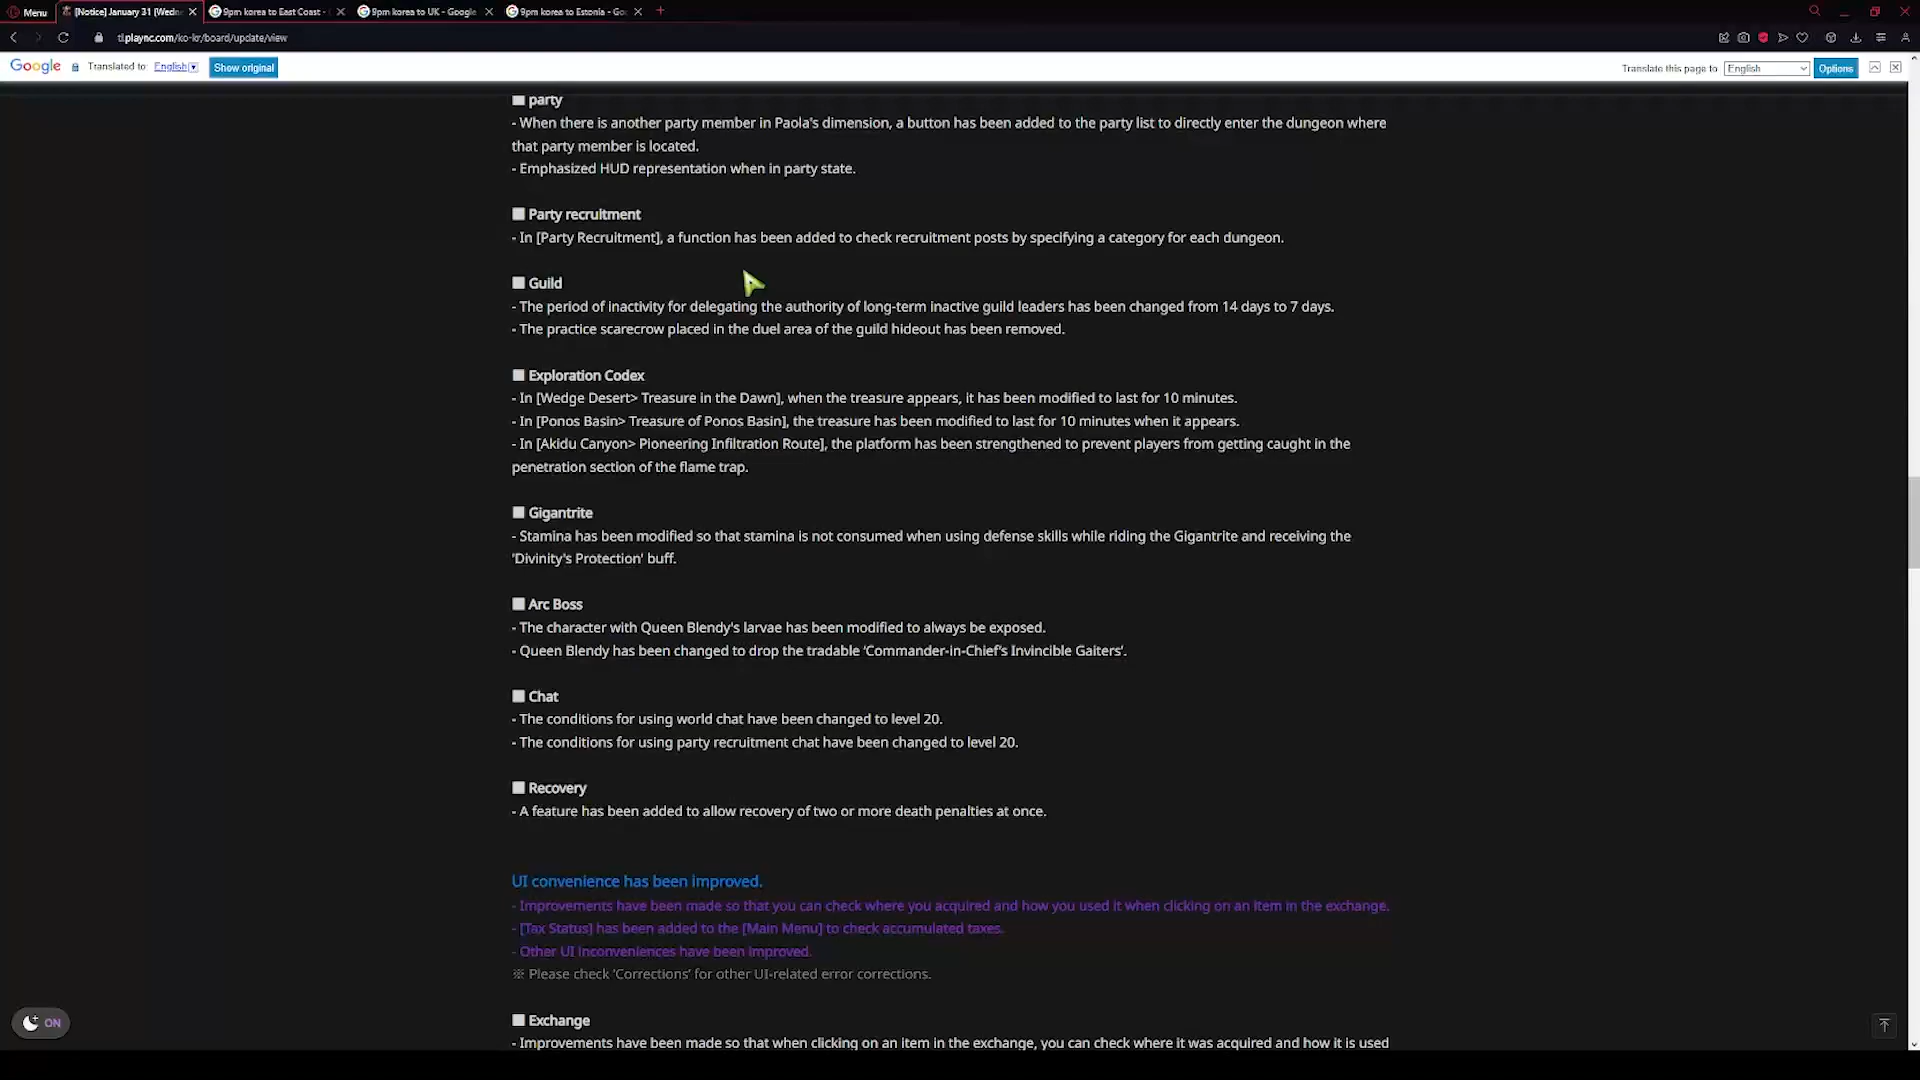 Menu
[Notice] January 31 [Wedn
9pm korea to East Coast -
9pm korea to UK - Google
9pm korea to Estonia - Go
tl.plaync.com/ko-kr/board/update/view
Google Translated to: English Show original
Translate this page to English Options
party
- When there is another party member in Paola's dimension, a button has been added to the party list to directly enter the dungeon where
that party member is located.
- Emphasized HUD representation when in party state.
Party recruitment
- In [Party Recruitment], a function has been added to check recruitment posts by specifying a category for each dungeon.
Guild
- The period of inactivity for delegating the authority of long-term inactive guild leaders has been changed from 14 days to 7 days.
- The practice scarecrow placed in the duel area of the guild hideout has been removed.
Exploration Codex
- In [Wedge Desert> Treasure in the Dawn], when the treasure appears, it has been modified to last for 10 minutes.
- In [Ponos Basin> Treasure of Ponos Basin], the treasure has been modified to last for 10 minutes when it appears.
- In [Akidu Canyon> Pioneering Infiltration Route], the platform has been strengthened to prevent players from getting caught in the
penetration section of the flame trap.
Gigantrite
- Stamina has been modified so that stamina is not consumed when using defense skills while riding the Gigantrite and receiving the
'Divinity's Protection' buff.
Arc Boss
- The character with Queen Blendy's larvae has been modified to always be exposed.
- Queen Blendy has been changed to drop the tradable ‘Commander-in-Chief’s Invincible Gaiters’.
Chat
- The conditions for using world chat have been changed to level 20.
- The conditions for using party recruitment chat have been changed to level 20.
Recovery
- A feature has been added to allow recovery of two or more death penalties at once.
UI convenience has been improved.
- Improvements have been made so that you can check where you acquired and how you used it when clicking on an item in the exchange.
- [Tax Status] has been added to the [Main Menu] to check accumulated taxes.
- Other UI inconveniences have been improved.
※ Please check ‘Corrections’ for other UI-related error corrections.
Exchange
- Improvements have been made so that when clicking on an item in the exchange, you can check where it was acquired and how it is used
ON